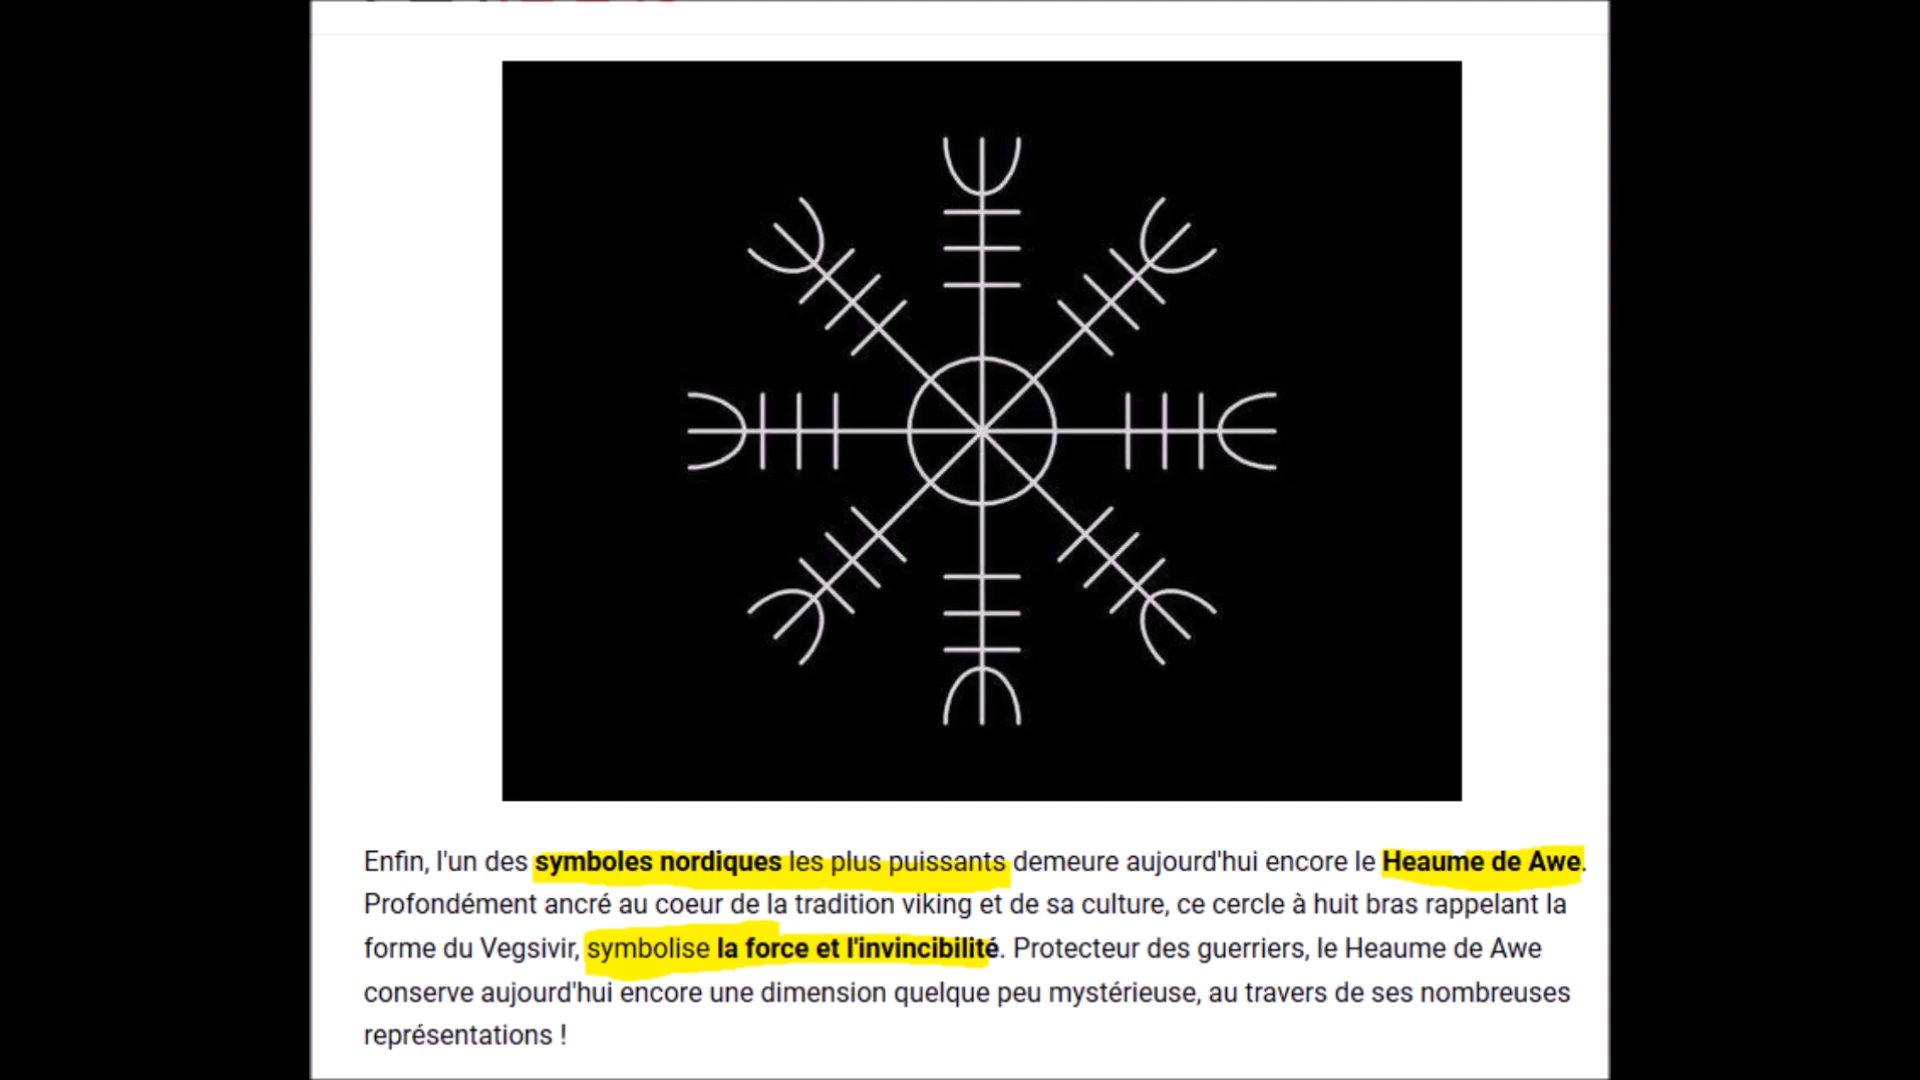 Enfin, l'un des symboles nordiques les plus puissants demeure aujourd'hui encore le Heaume de Awe.
Profondément ancré au coeur de la tradition viking et de sa culture, ce cercle à huit bras rappelant la
forme du Vegsivir, symbolise la force et l'invincibilité. Protecteur des guerriers, le Heaume de Awe
conserve aujourd'hui encore une dimension quelque peu mystérieuse, au travers de ses nombreuses
représentations !